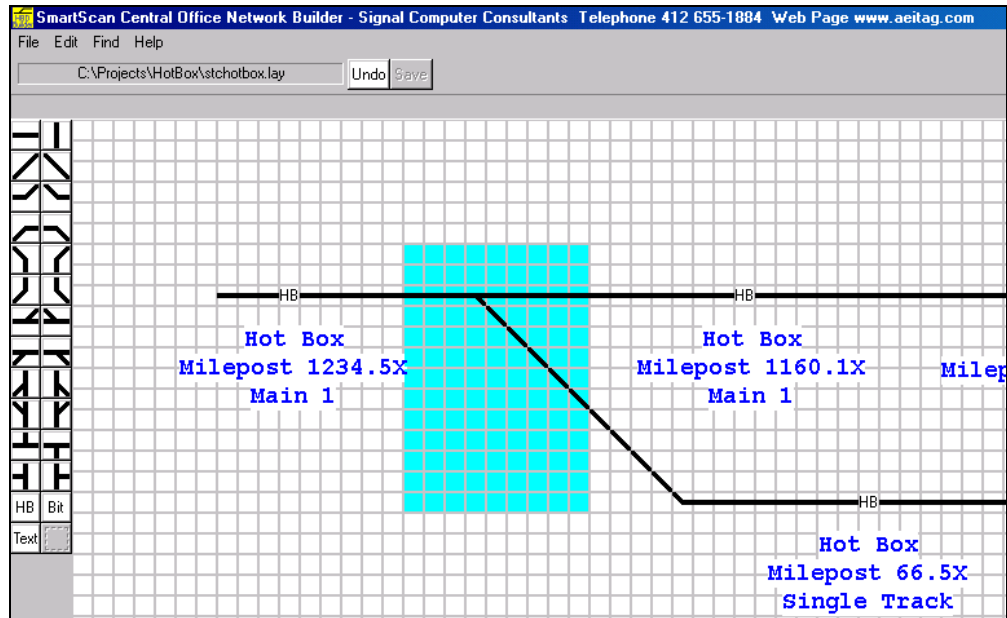 SmartScan Central Office Network Builder - Signal Computer Consultants Telephone 412 655-1884 Web Page www.aeitag.com
File Edit Find Help
C:\Projects\HotBox\stchotbox.lay Undo Save
HB HB
Hot Box
Milepost 1234.5X
Main 1
Hot Box
Milepost 1160.1X
Main 1
HB Bit
HB
Text
Hot Box
Milepost 66.5X
Single Track